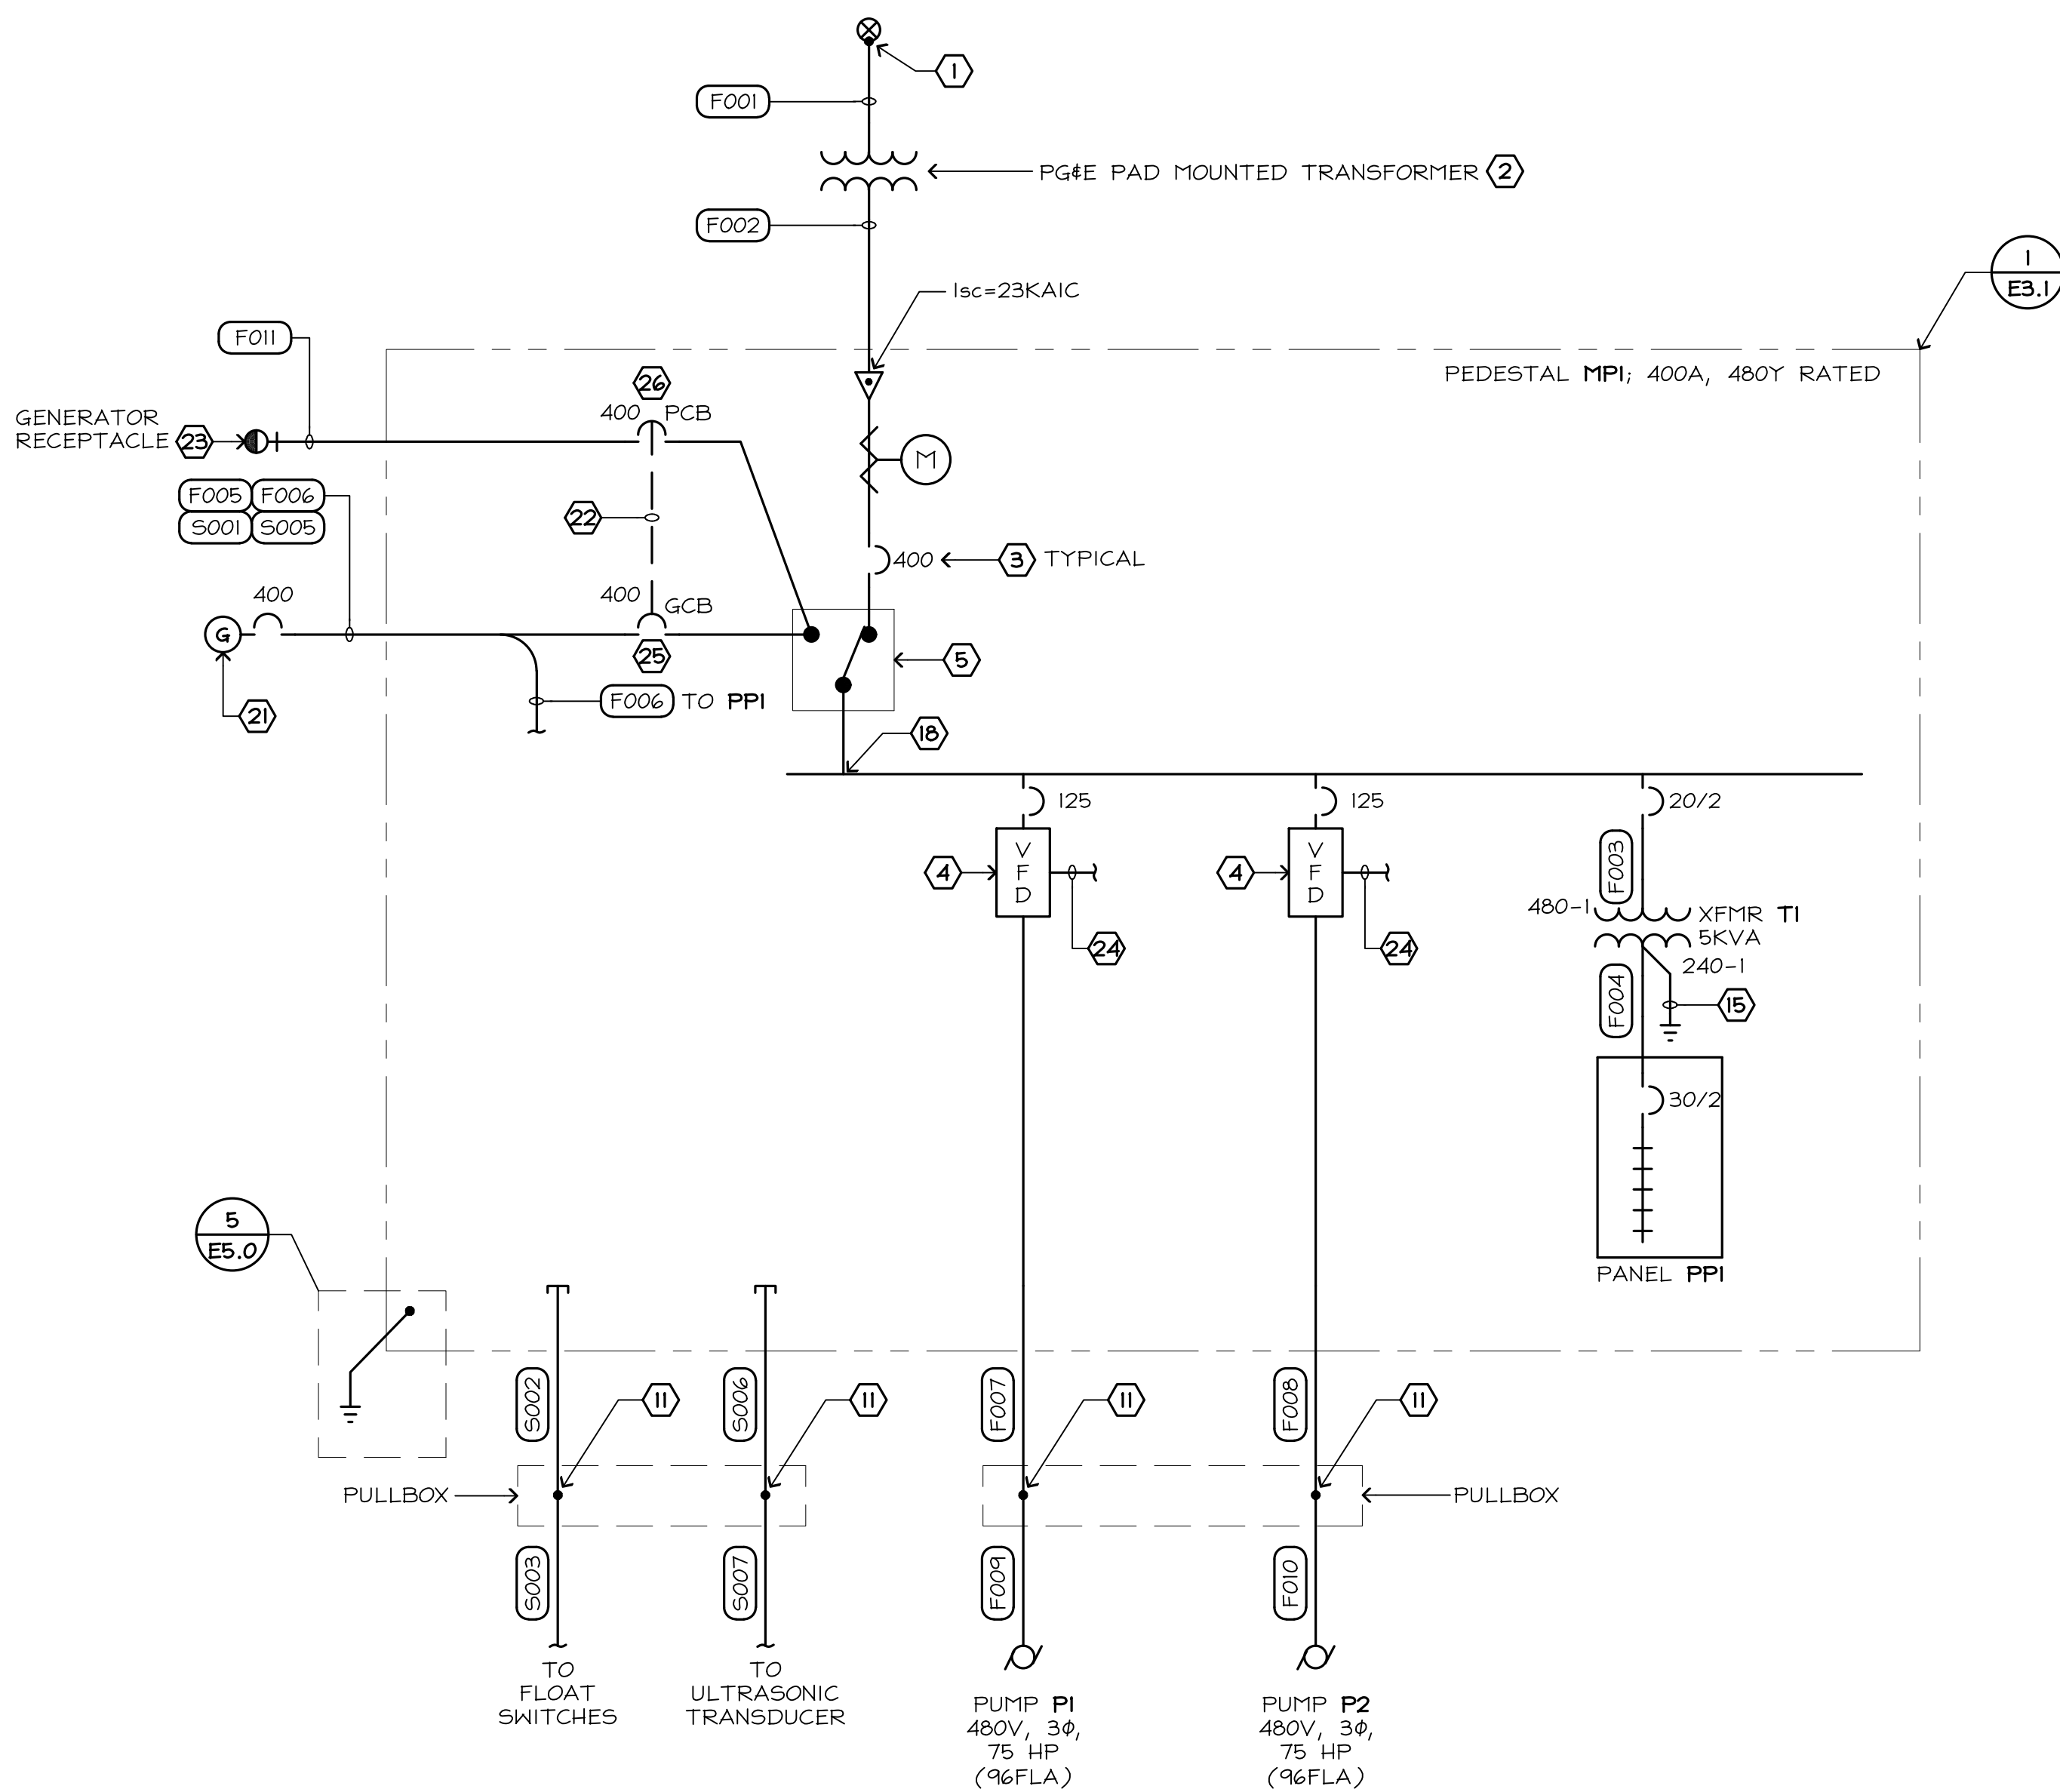 1
F001
PG&E PAD MOUNTED TRANSFORMER 2
F002
1
E3.1
Isc=23KAIC
F011
PEDESTAL MP1; 400A, 480Y RATED
26
400 PCB
GENERATOR
RECEPTACLE 23
M
F005 F006
S001 S005
22
400 3 TYPICAL
400
400 GCB
G
25
5
F006 TO PP1
21
18
125
125
20/2
V
F
D
V
F
D
4
4
F003
480-1
XFMR T1
5KVA
24
24
240-1
F004
15
30/2
5
E5.0
PANEL PP1
S002
11
S006
11
F007
11
F008
11
PULLBOX
PULLBOX
S003
S007
F009
F010
TO
FLOAT
SWITCHES
TO
ULTRASONIC
TRANSDUCER
PUMP P1
480V, 3Φ,
75 HP
(96FLA)
PUMP P2
480V, 3Φ,
75 HP
(96FLA)